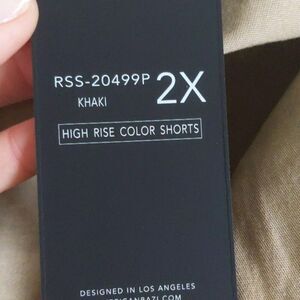 RSS-20499P 2X
KHAKI
HIGH RISE COLOR SHORTS
DESIGNED IN LOS ANGELES